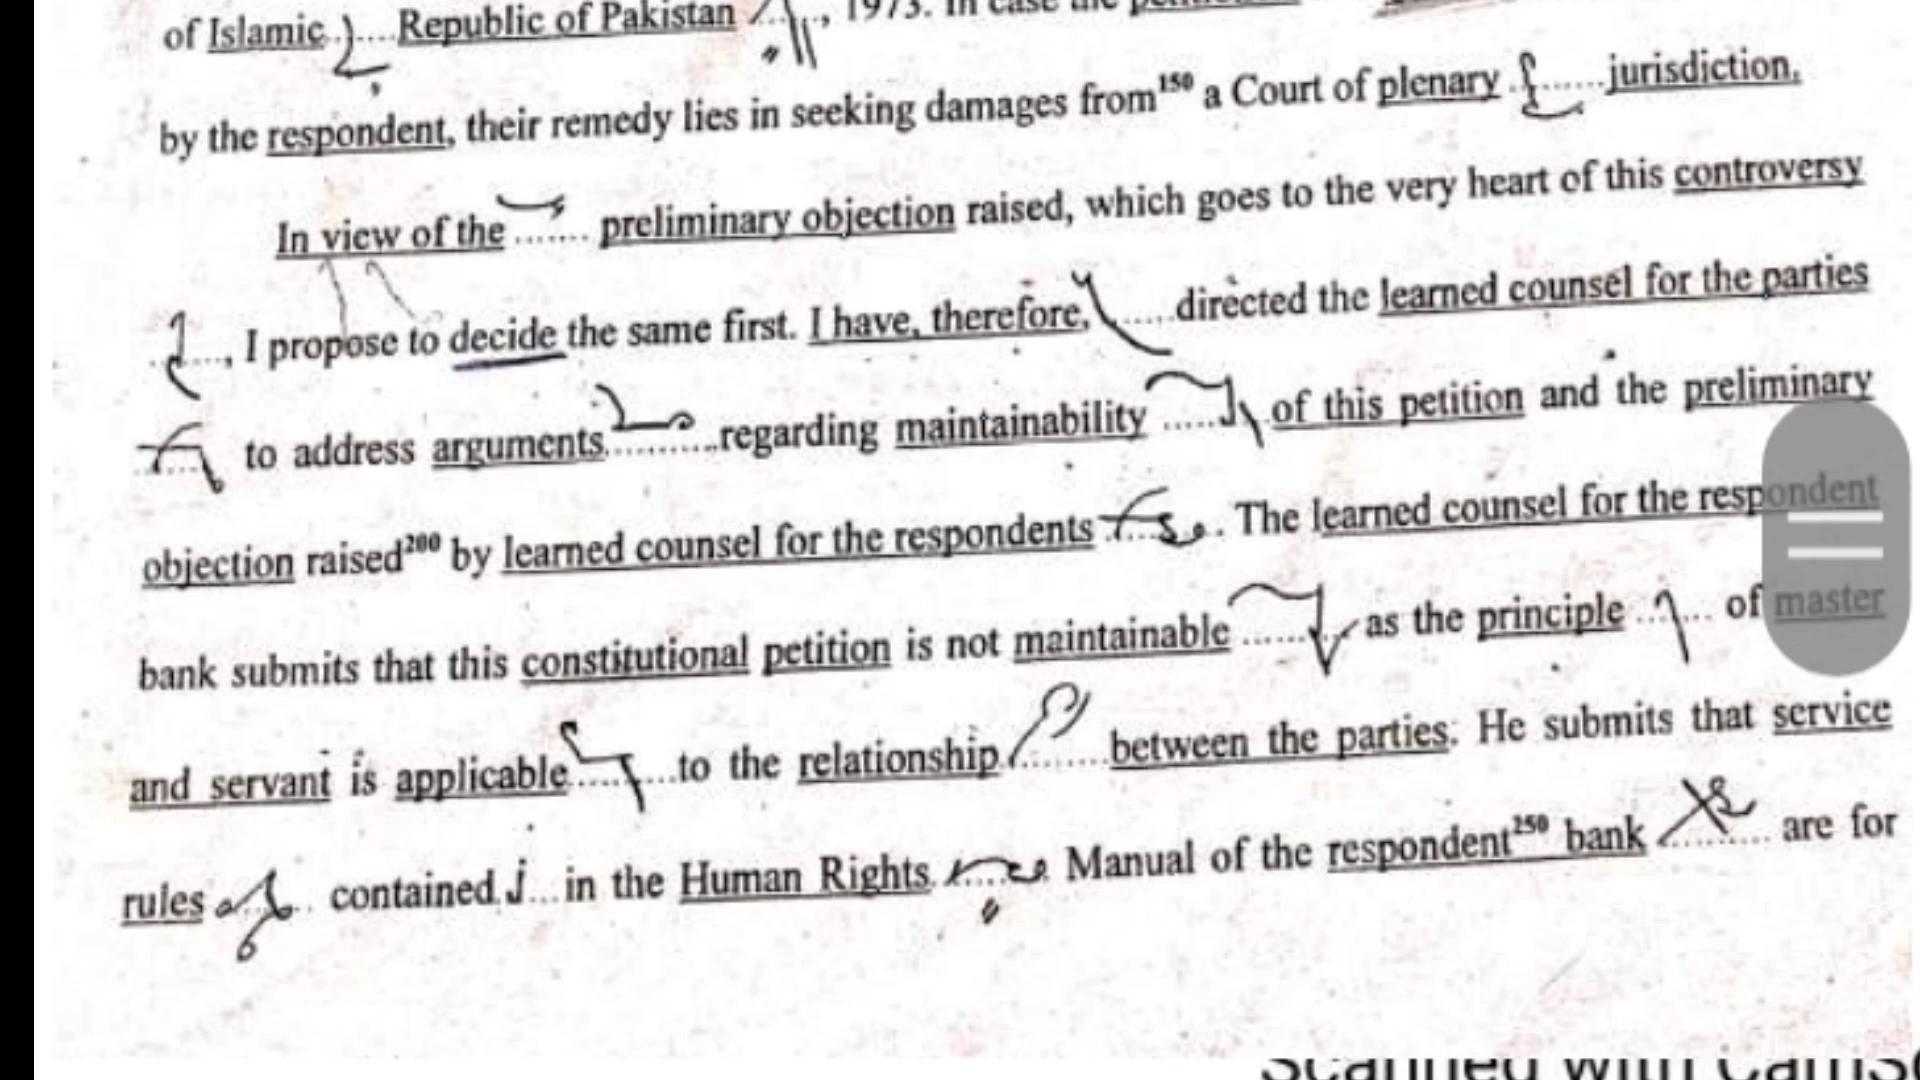 of Islamic ..... Republic of Pakistan ....., 1973. In case the
by the respondent, their remedy lies in seeking damages from150 a Court of plenary ........ jurisdiction.
In view of the ....... preliminary objection raised, which goes to the very heart of this controversy
......, I propose to decide the same first. I have, therefore, ...... directed the learned counsel for the parties
...... to address arguments.............regarding maintainability ....... of this petition and the preliminary
objection raised200 by learned counsel for the respondents ....... The learned counsel for the respondent
bank submits that this constitutional petition is not maintainable ......... as the principle ...... of master
and servant is applicable..........to the relationship..........between the parties. He submits that service
rules ....... contained.....in the Human Rights....... Manual of the respondent250 bank .......... are for
Scanned with CamSc